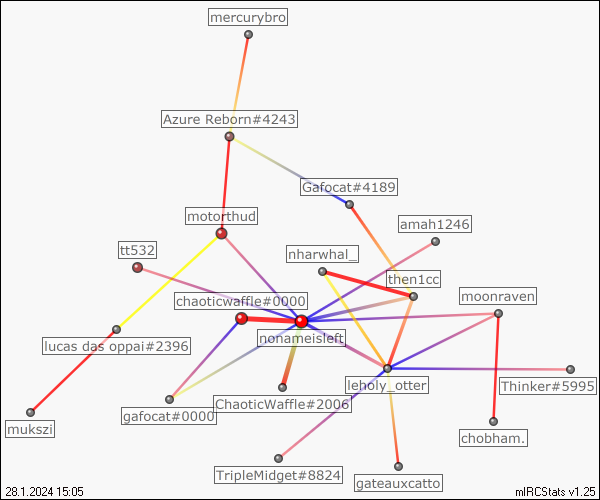 mercurybro
Azure Reborn#4243
Gafocat#4189
motorthud
amah1246
tt532
nharwhal_
then1cc
chaoticwaffle#0000
moonraven
nonameisleft
lucas das oppai#2396
leholy_otter
Thinker#5995
ChaoticWaffle#2006
gafocat#0000
mukszi
chobham.
TripleMidget#8824
gateauxcatto
28.1.2024 15:05
mIRCStats v1.25